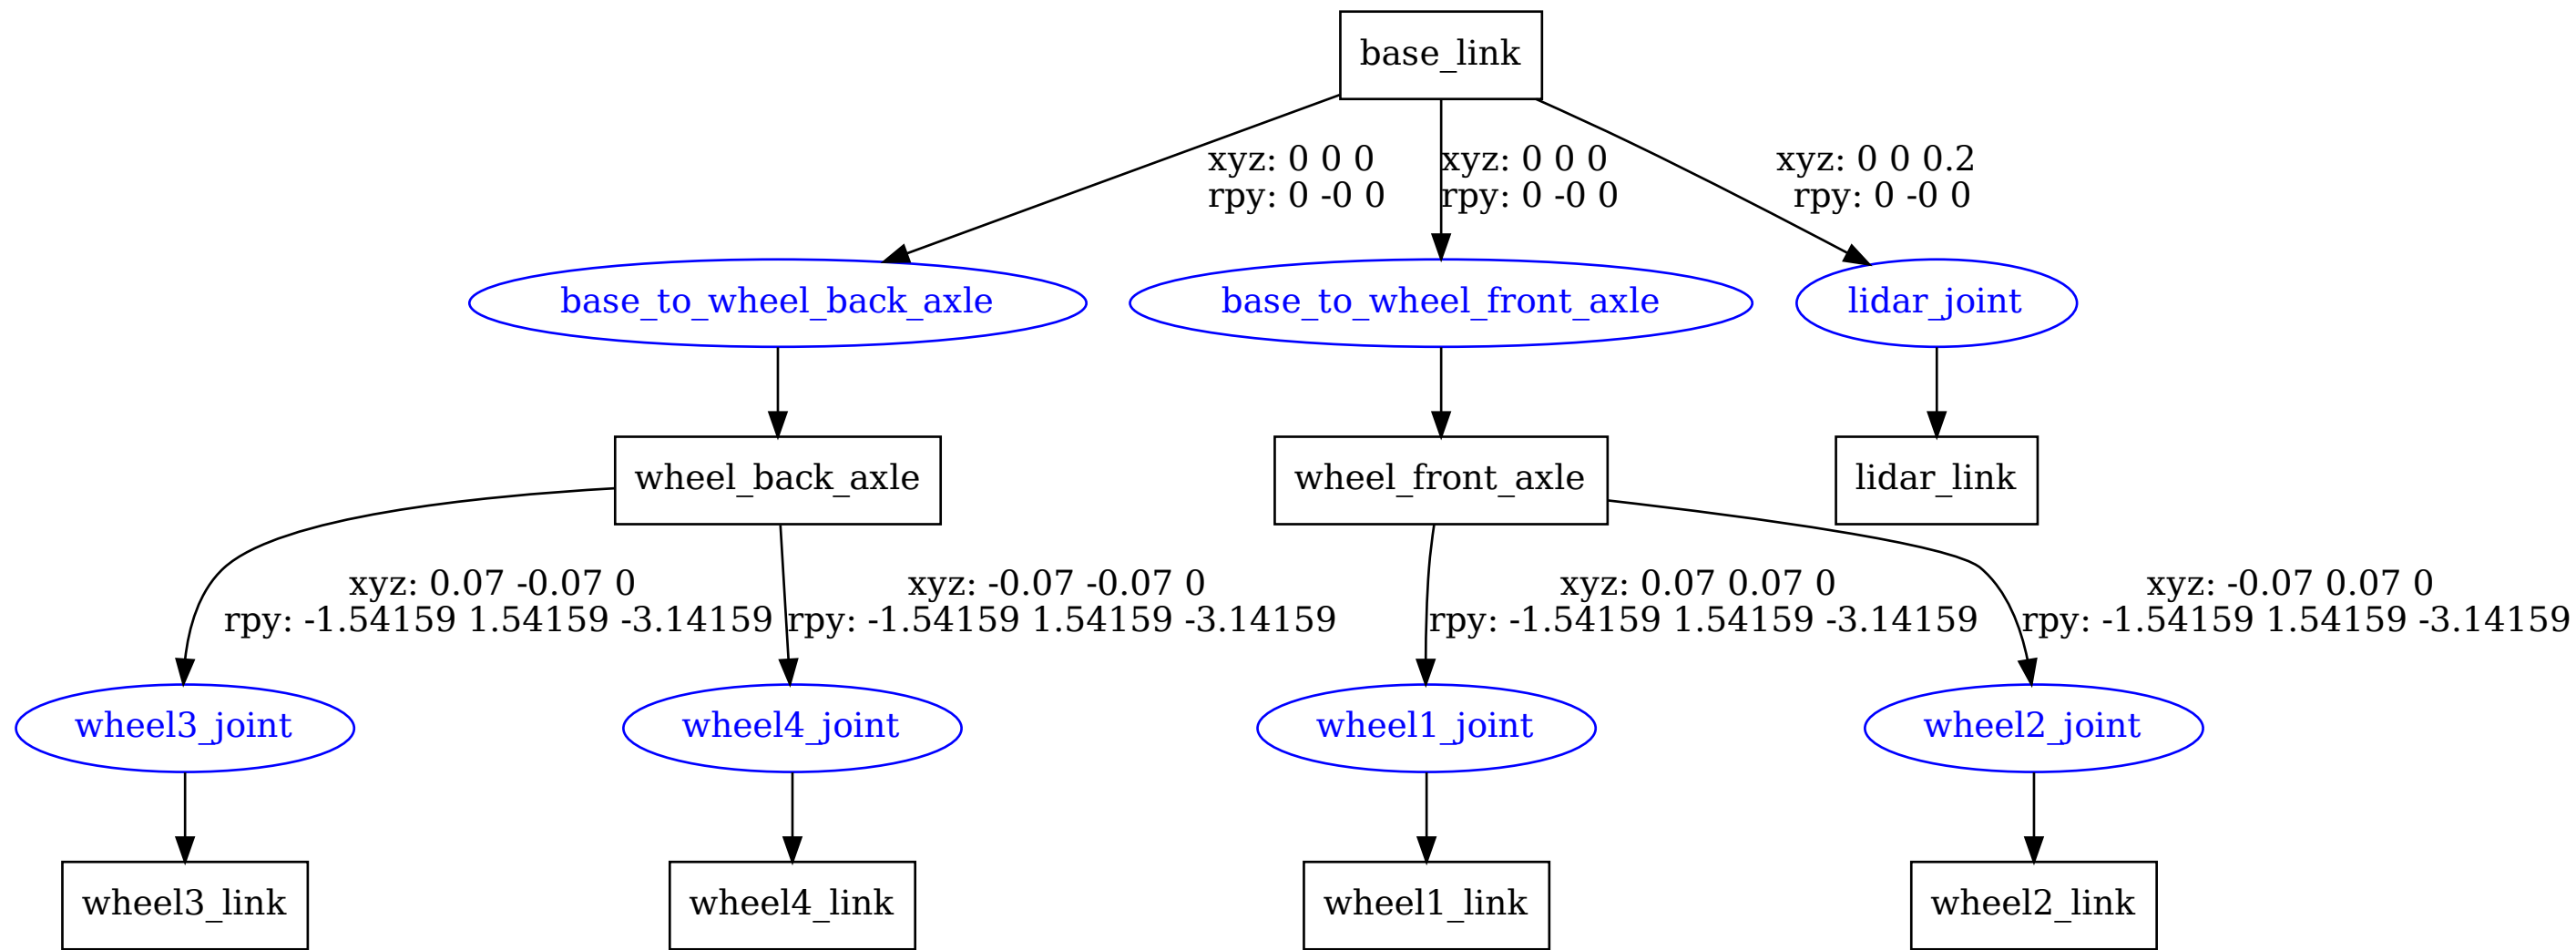 base_link
xyz: 0 0 0
rpy: 0 -0 0
xyz: 0 0 0
rpy: 0 -0 0
xyz: 0 0 0.2
rpy: 0 -0 0
base_to_wheel_back_axle
base_to_wheel_front_axle
lidar_joint
wheel_back_axle
wheel_front_axle
lidar_link
xyz: 0.07 -0.07 0
rpy: -1.54159 1.54159 -3.14159
xyz: -0.07 -0.07 0
rpy: -1.54159 1.54159 -3.14159
xyz: 0.07 0.07 0
rpy: -1.54159 1.54159 -3.14159
xyz: -0.07 0.07 0
rpy: -1.54159 1.54159 -3.14159
wheel3_joint
wheel4_joint
wheel1_joint
wheel2_joint
wheel3_link
wheel4_link
wheel1_link
wheel2_link